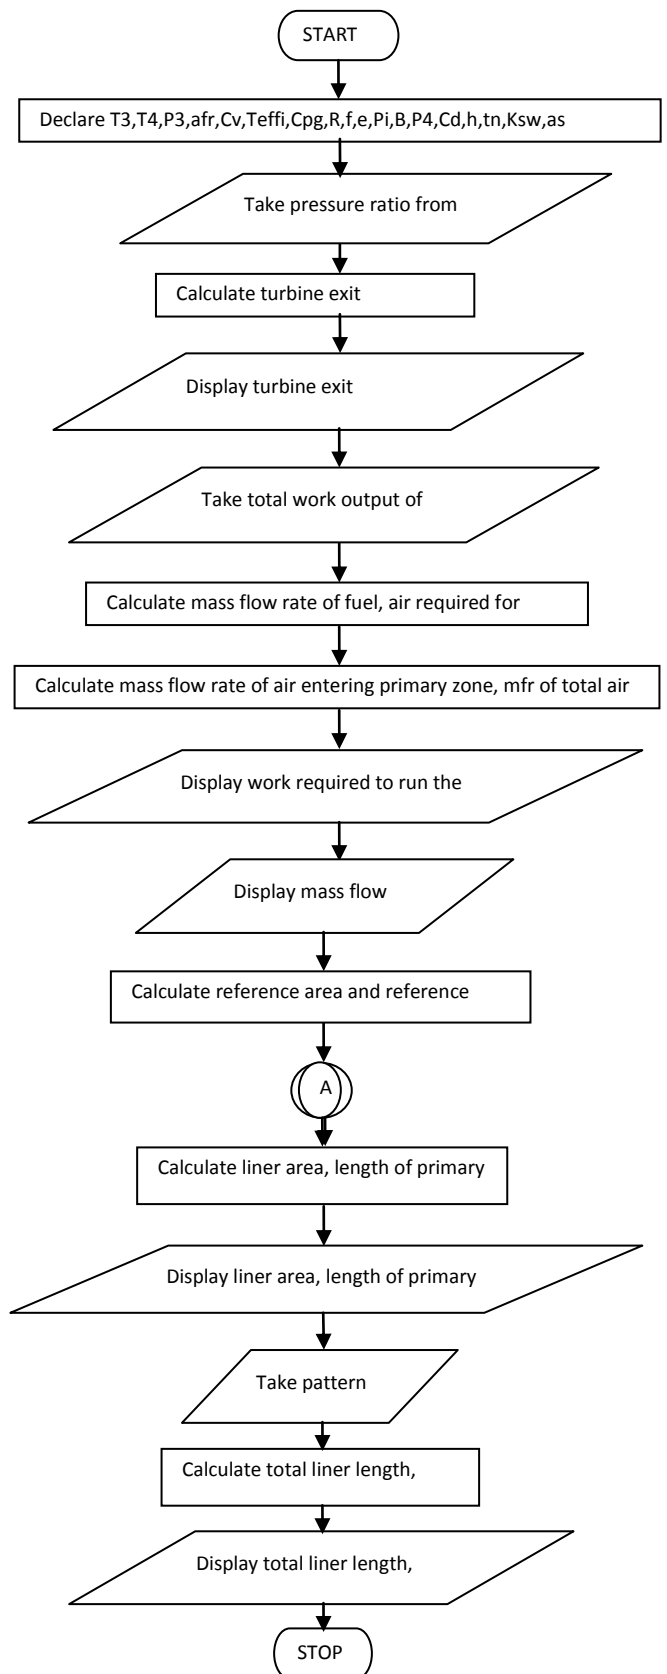 START
Declare T3,T4,P3,afr,Cv,Teffi,Cpg,R,f,e,Pi,B,P4,Cd,h,tn,Ksw,as
Take pressure ratio from
Calculate turbine exit
Display turbine exit
Take total work output of
Calculate mass flow rate of fuel, air required for
Calculate mass flow rate of air entering primary zone, mfr of total air
Display work required to run the
Display mass flow
Calculate reference area and reference
A
Calculate liner area, length of primary
Display liner area, length of primary
Take pattern
Calculate total liner length,
Display total liner length,
STOP